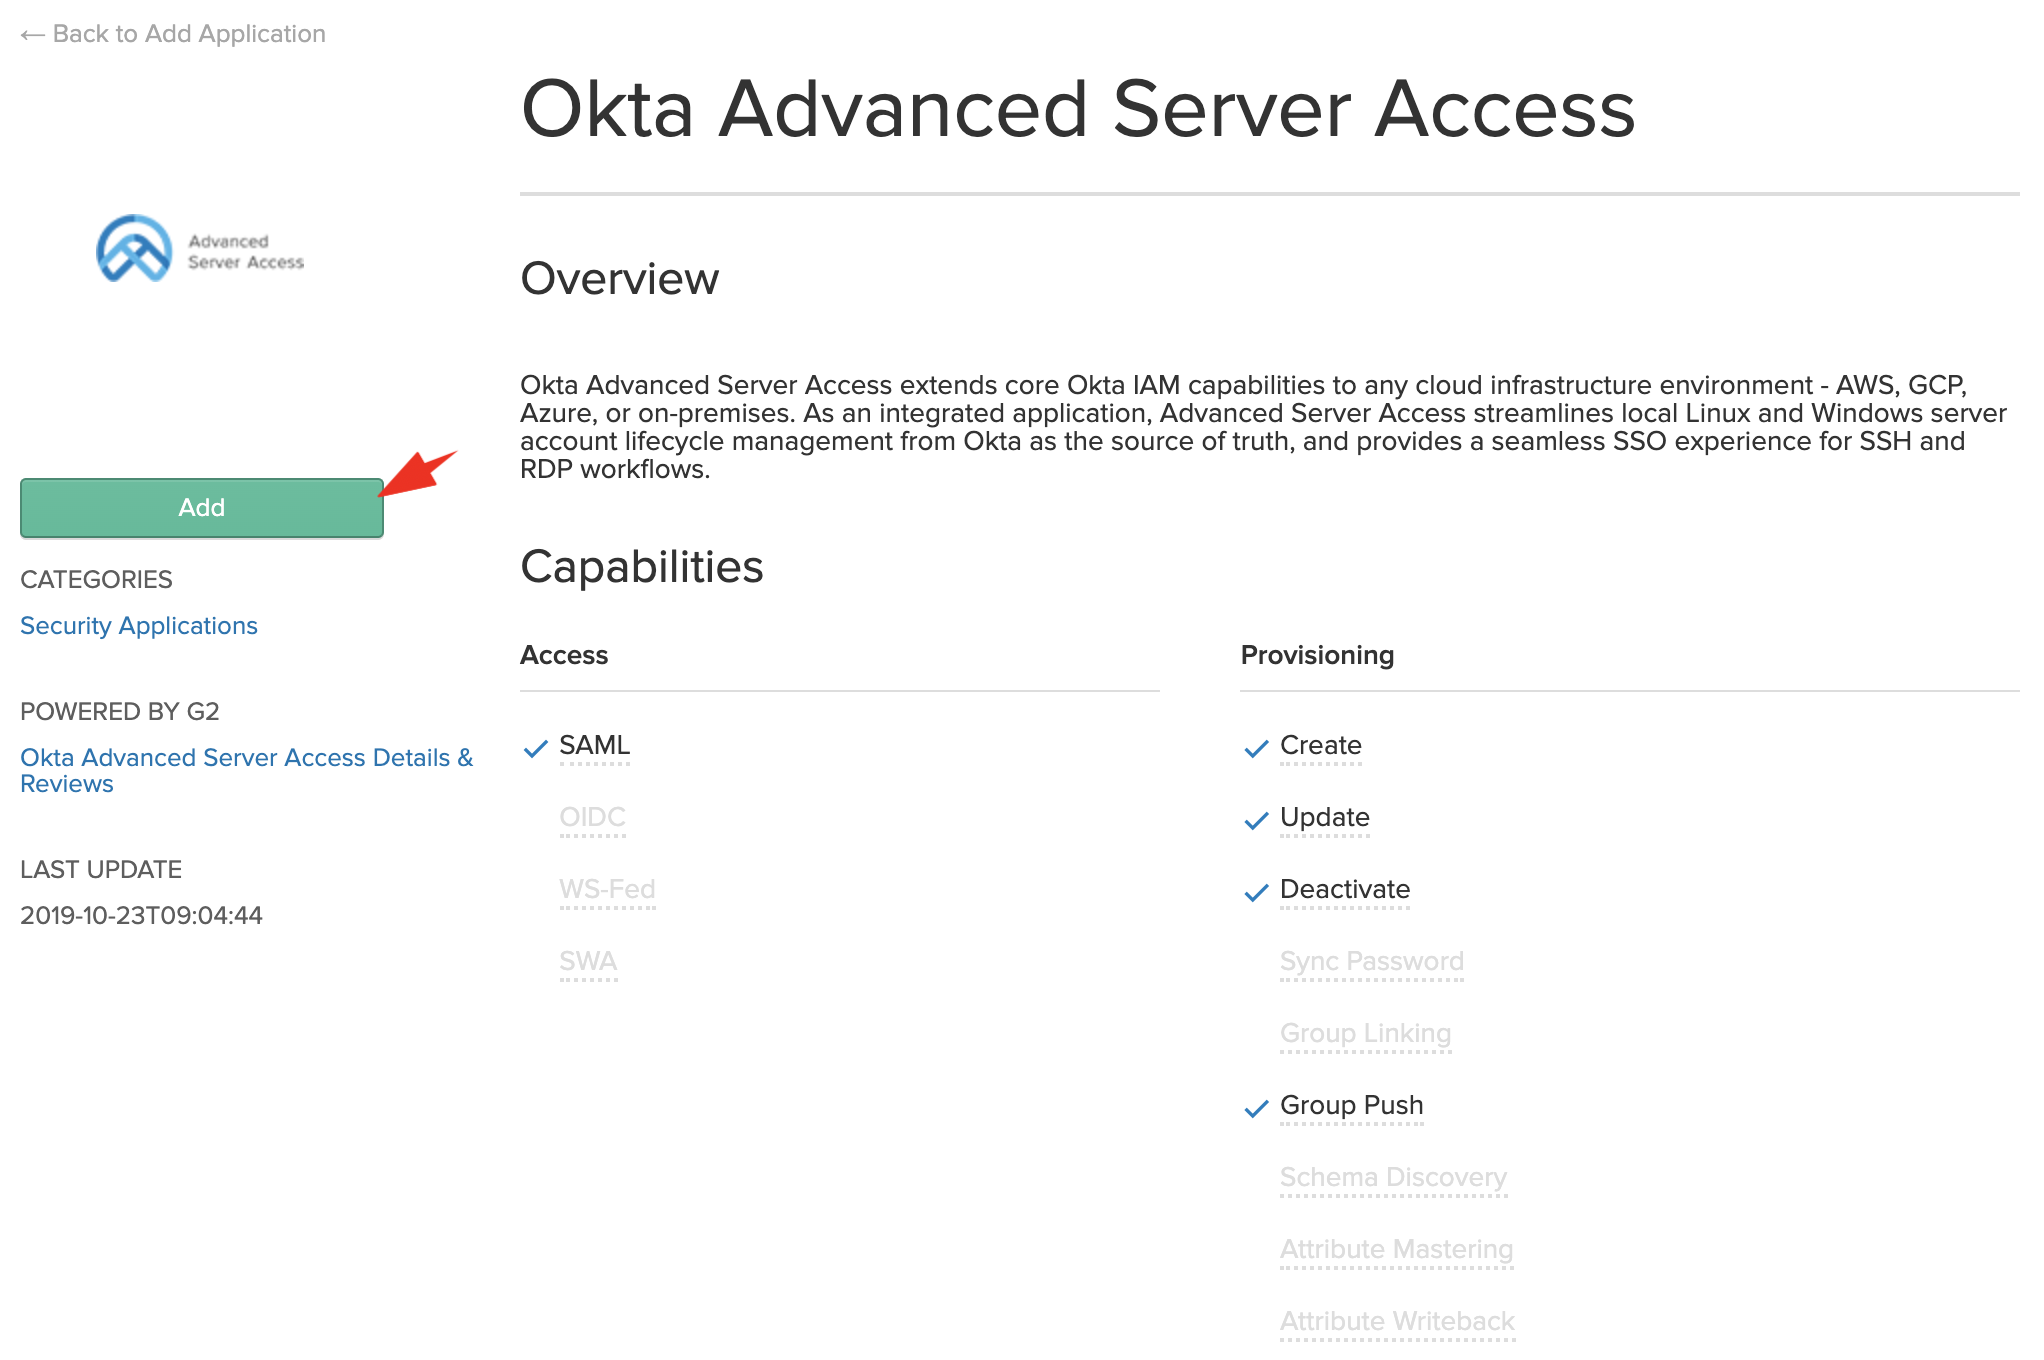 ← Back to Add Application
Okta Advanced Server Access
Advanced
Server Access
Add
CATEGORIES
Security Applications
POWERED BY G2
Okta Advanced Server Access Details &
Reviews
LAST UPDATE
2019-10-23T09:04:44
Overview
Okta Advanced Server Access extends core Okta IAM capabilities to any cloud infrastructure environment - AWS, GCP,
Azure, or on-premises. As an integrated application, Advanced Server Access streamlines local Linux and Windows server
account lifecycle management from Okta as the source of truth, and provides a seamless SSO experience for SSH and
RDP workflows.
Capabilities
Access
SAML
OIDC
WS-Fed
SWA
Provisioning
Create
Update
Deactivate
Sync Password
Group Linking
Group Push
Schema Discovery
Attribute Mastering
Attribute Writeback